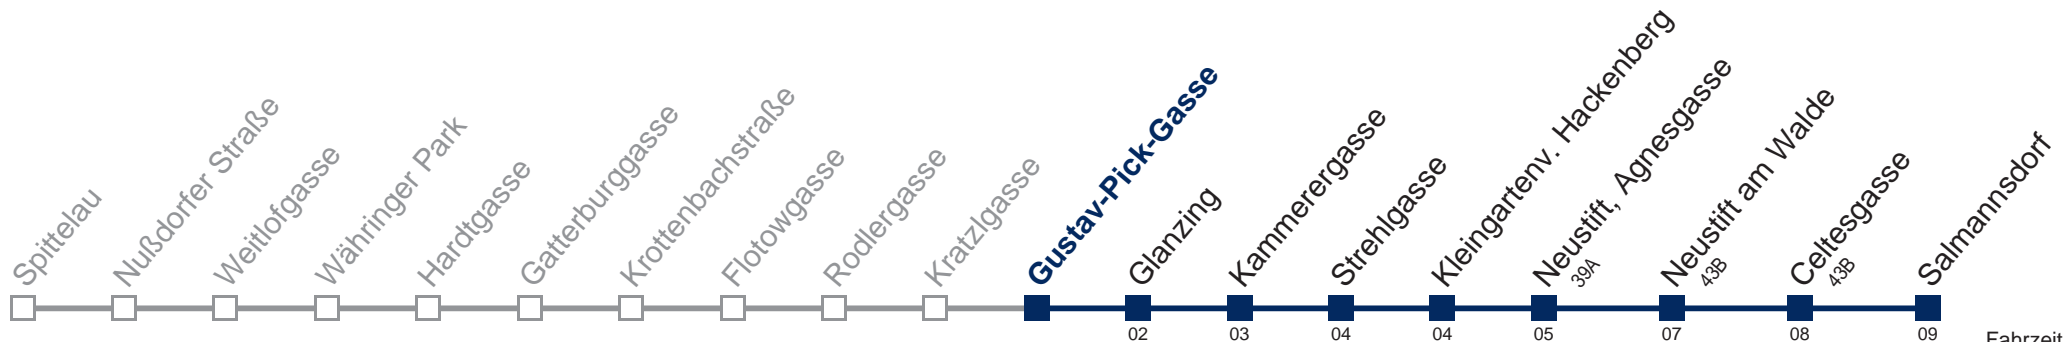 Spittelau
Nußdorfer Straße
Weitlofgasse
Währinger Park
Hardtgasse
Gatterburggasse
Krottenbachstraße
Flotowgasse
Rodlergasse
Kratzlgasse
Gustav-Pick-Gasse
Glanzing
Kammerergasse
Strehlgasse
Kleingartenv. Hackenberg
Neustift, Agnesgasse
39A
Neustift am Walde
43B
Celtesgasse
43B
Salmannsdorf
02 03 04 04 05 07 08 09 Fahrzeit